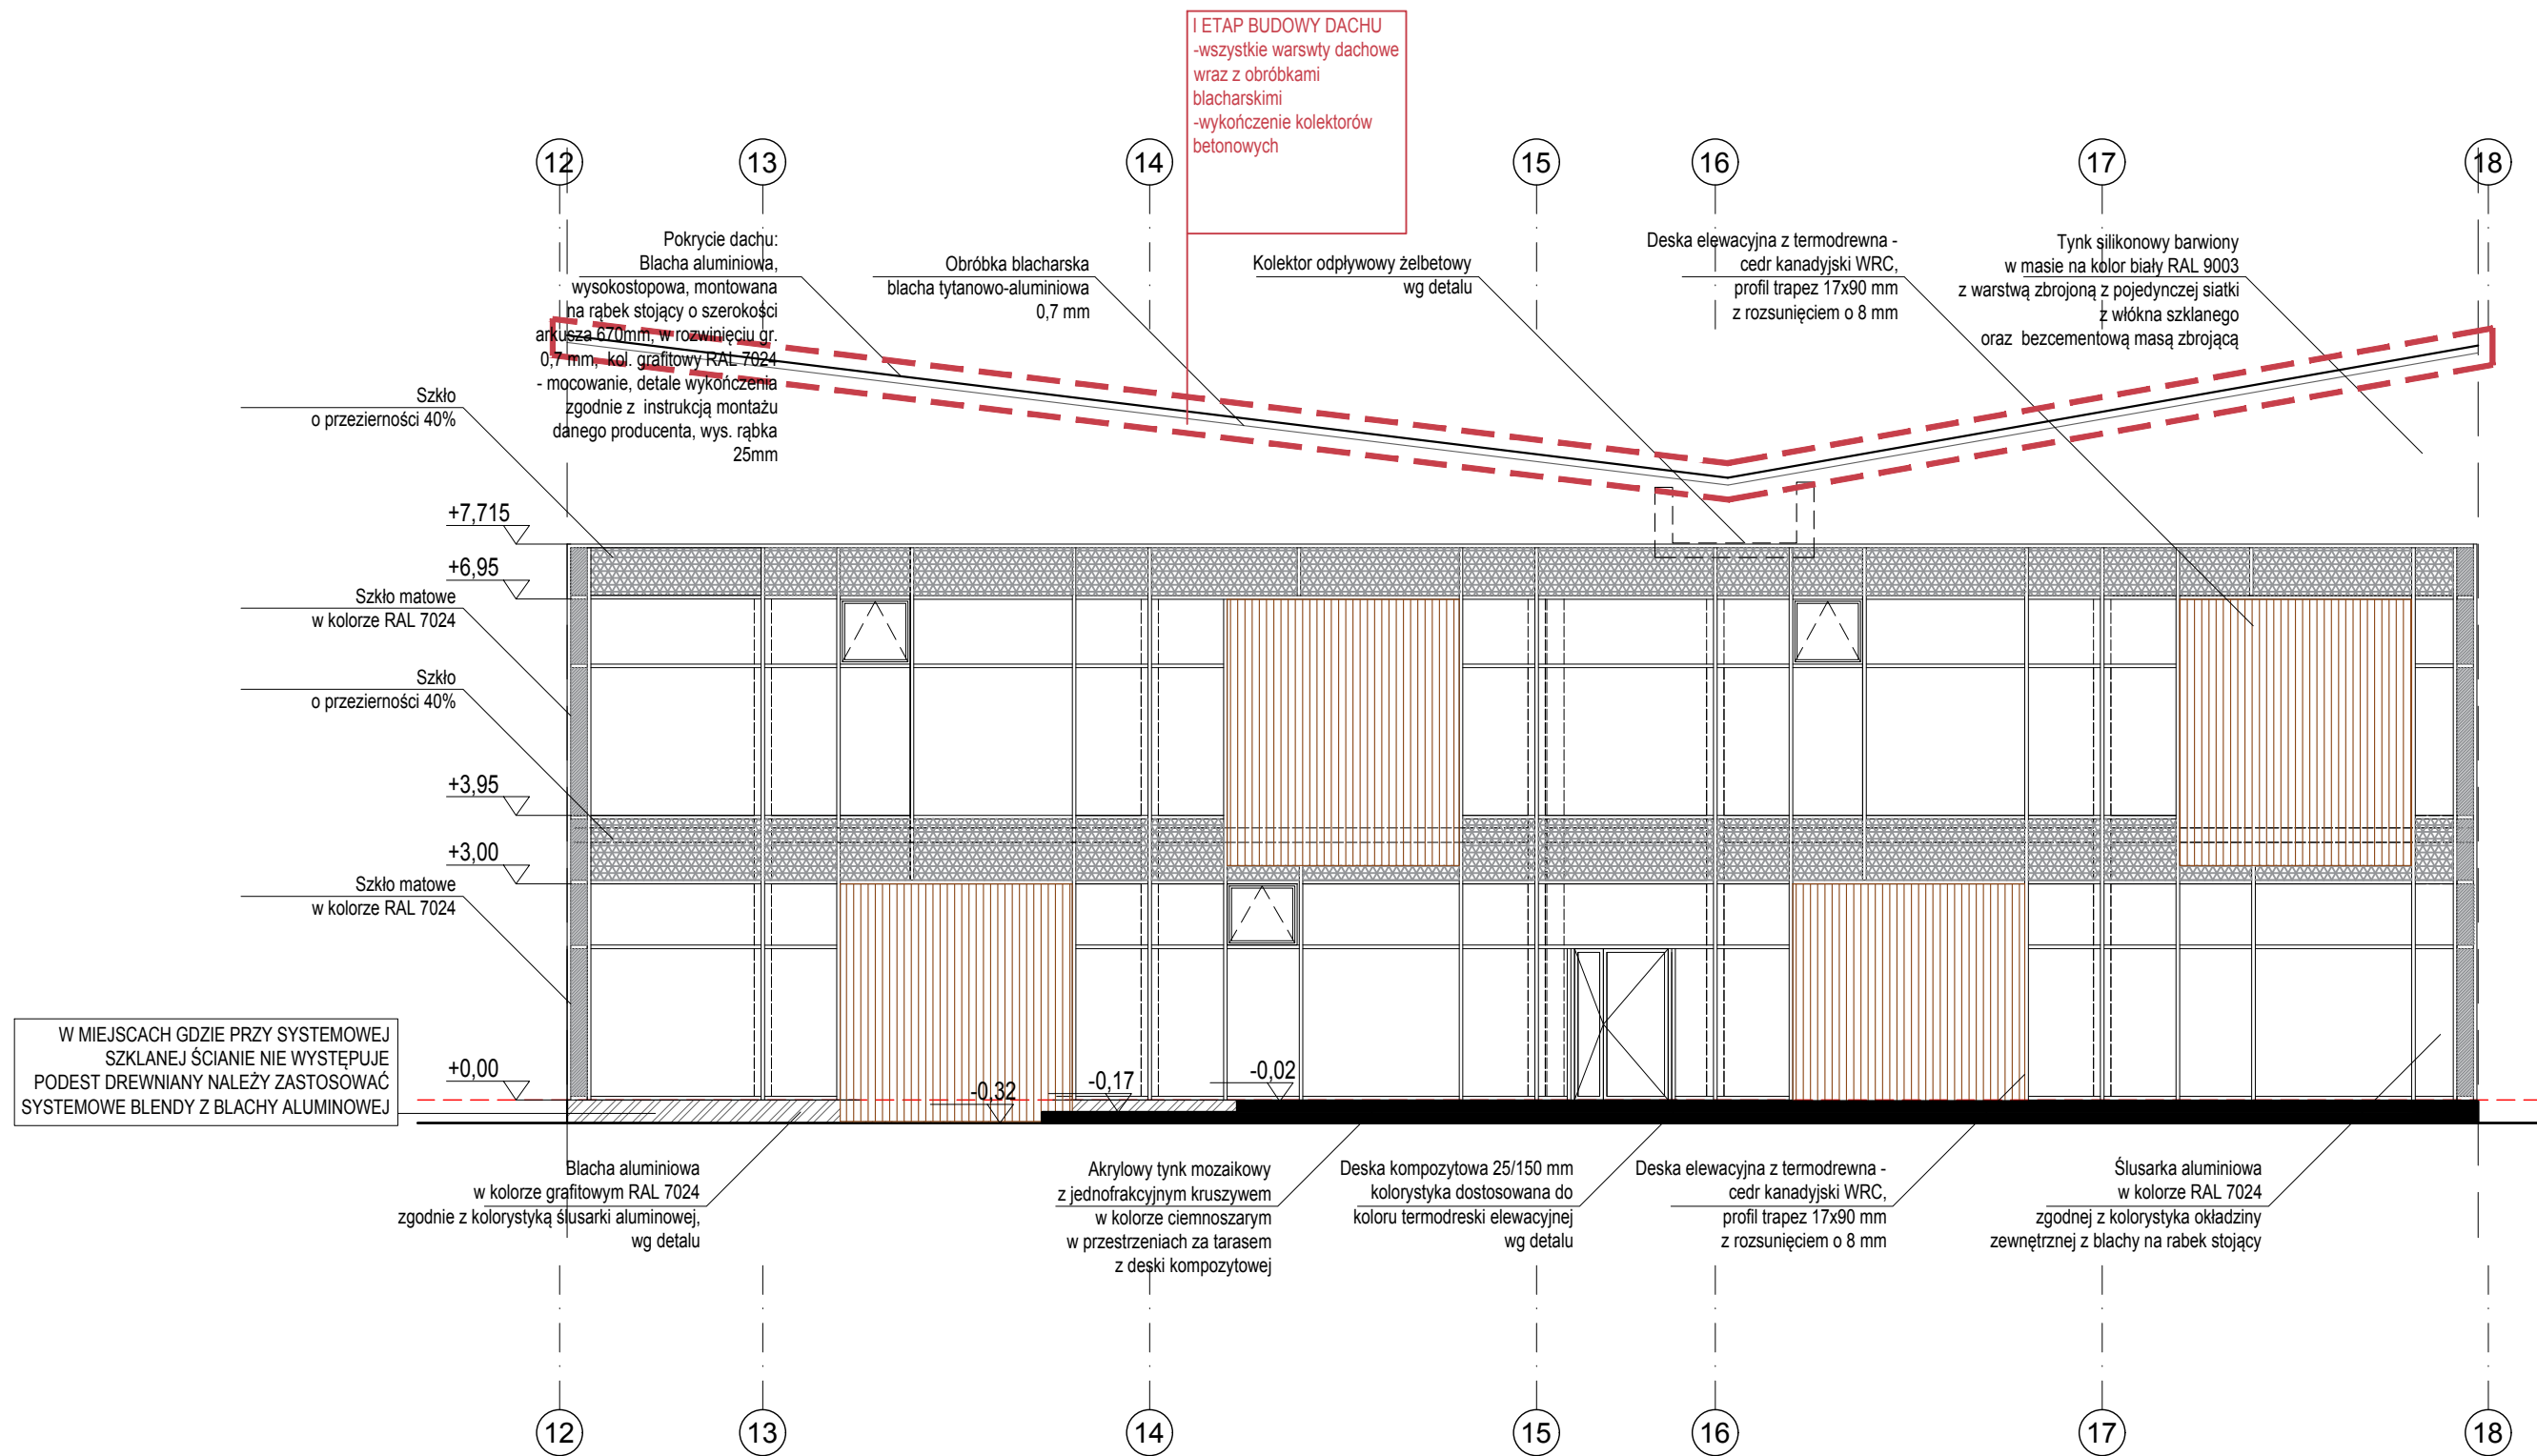 I ETAP BUDOWY DACHU
-wszystkie warswty dachowe
wraz z obróbkami
blacharskimi
-wykończenie kolektorów
betonowych
12
13
14
15
16
17
18
Pokrycie dachu:
Blacha aluminiowa,
wysokostopowa, montowana
na rąbek stojący o szerokości
arkusza 670mm, w rozwinięciu gr.
0,7 mm, kol. grafitowy RAL 7024
- mocowanie, detale wykończenia
zgodnie z instrukcją montażu
danego producenta, wys. rąbka
25mm
Obróbka blacharska
blacha tytanowo-aluminiowa
0,7 mm
Kolektor odpływowy żelbetowy
wg detalu
Deska elewacyjna z termodrewna -
cedr kanadyjski WRC,
profil trapez 17x90 mm
z rozsunięciem o 8 mm
Tynk silikonowy barwiony
w masie na kolor biały RAL 9003
z warstwą zbrojoną z pojedynczej siatki
z włókna szklanego
oraz bezcementową masą zbrojącą
Szkło
o przezierności 40%
+7,715
+6,95
Szkło matowe
w kolorze RAL 7024
Szkło
o przezierności 40%
+3,95
+3,00
Szkło matowe
w kolorze RAL 7024
W MIEJSCACH GDZIE PRZY SYSTEMOWEJ
SZKLANEJ ŚCIANIE NIE WYSTĘPUJE
PODEST DREWNIANY NALEŻY ZASTOSOWAĆ
SYSTEMOWE BLENDY Z BLACHY ALUMINOWEJ
+0,00
-0,32
-0,17
-0,02
Blacha aluminiowa
w kolorze grafitowym RAL 7024
zgodnie z kolorystyką ślusarki aluminowej,
wg detalu
Akrylowy tynk mozaikowy
z jednofrakcyjnym kruszywem
w kolorze ciemnoszarym
w przestrzeniach za tarasem
z deski kompozytowej
Deska kompozytowa 25/150 mm
kolorystyka dostosowana do
koloru termodreski elewacyjnej
wg detalu
Deska elewacyjna z termodrewna -
cedr kanadyjski WRC,
profil trapez 17x90 mm
z rozsunięciem o 8 mm
Ślusarka aluminiowa
w kolorze RAL 7024
zgodnej z kolorystyka okładziny
zewnętrznej z blachy na rabek stojący
12
13
14
15
16
17
18